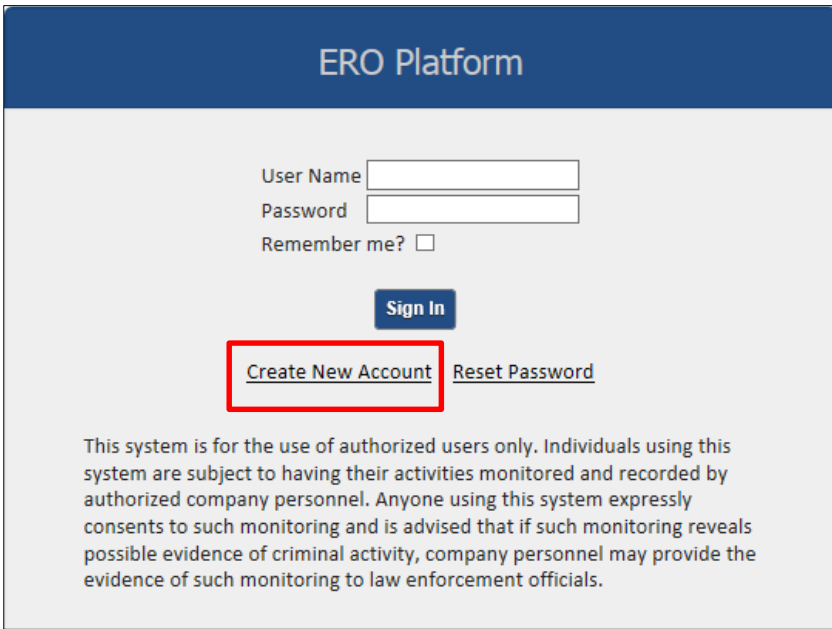 ERO Platform
User Name
Password
Remember me?
Sign In
Create New Account Reset Password
This system is for the use of authorized users only. Individuals using this
system are subject to having their activities monitored and recorded by
authorized company personnel. Anyone using this system expressly
consents to such monitoring and is advised that if such monitoring reveals
possible evidence of criminal activity, company personnel may provide the
evidence of such monitoring to law enforcement officials.